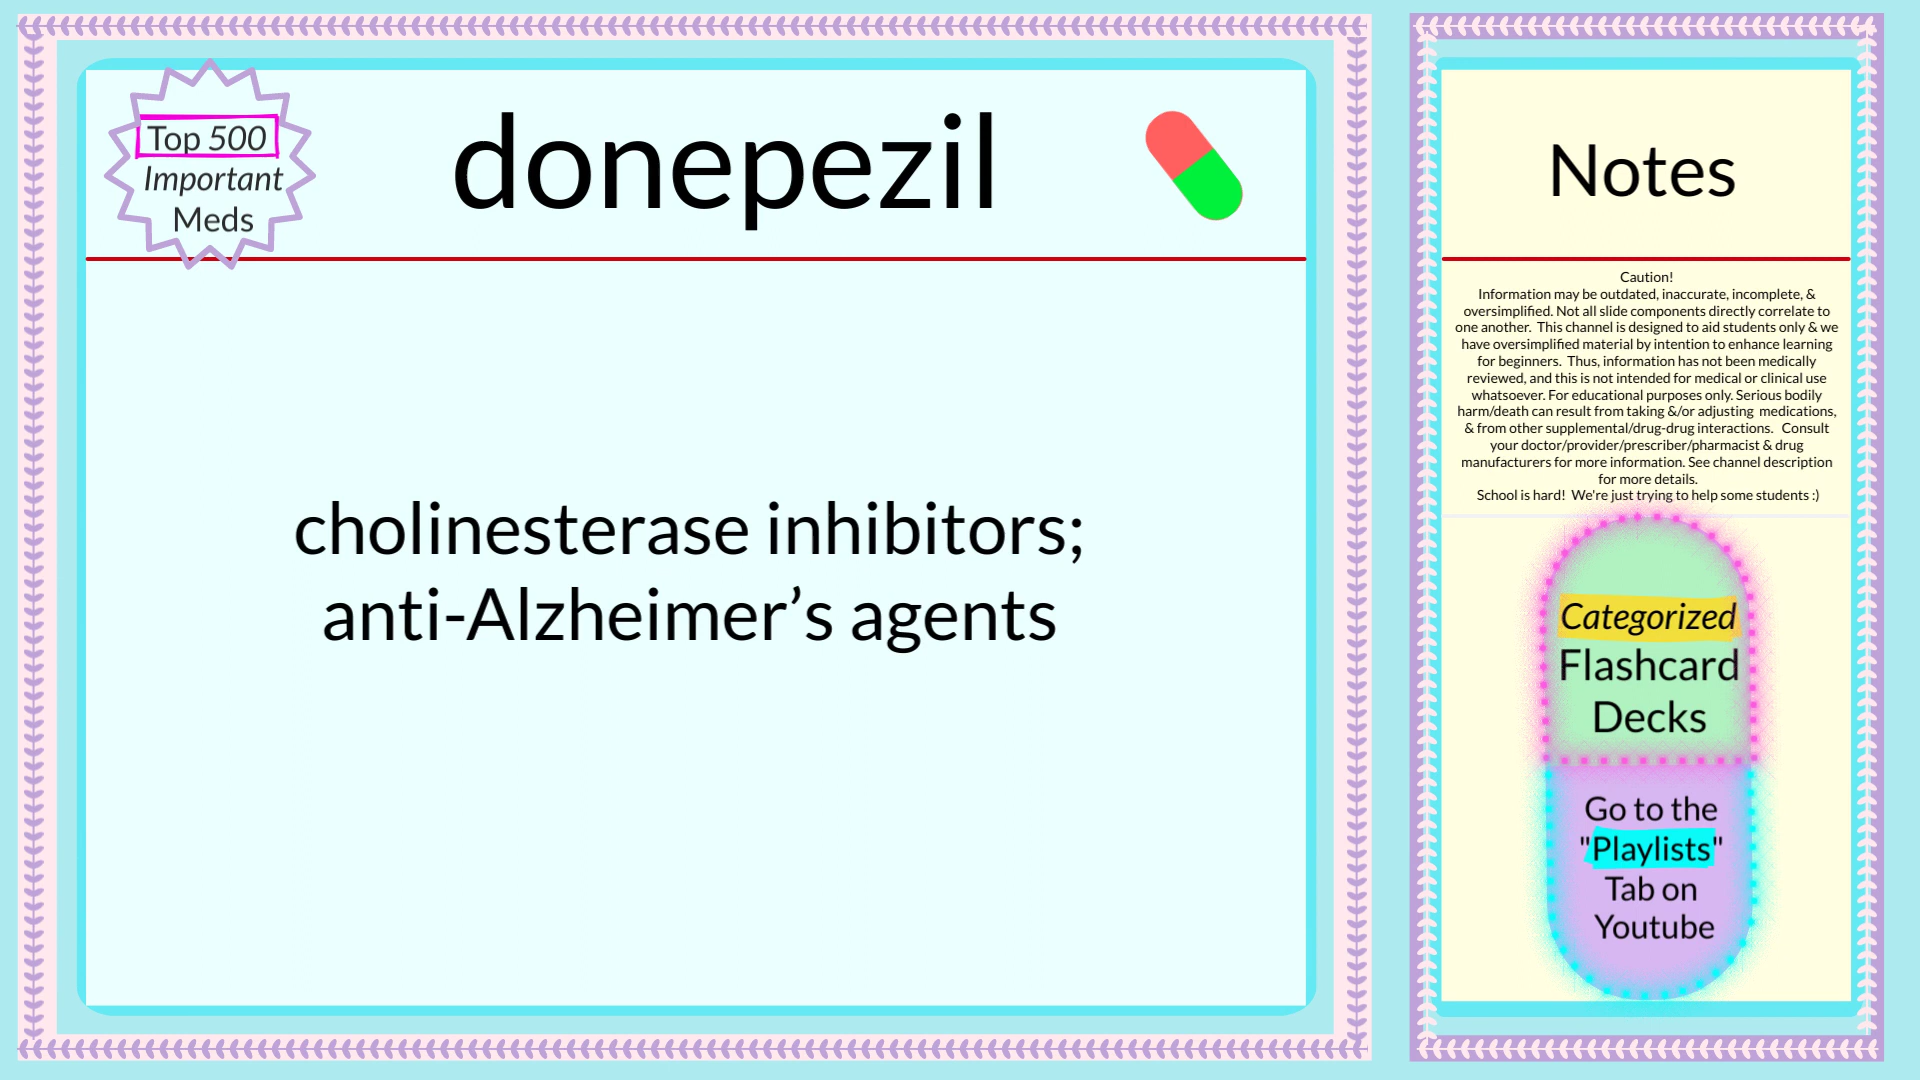 Top 500
Important
Meds
donepezil
cholinesterase inhibitors;
anti-Alzheimer’s agents
Notes
Caution!
Information may be outdated, inaccurate, incomplete, &
oversimplified. Not all slide components directly correlate to
one another. This channel is designed to aid students only & we
have oversimplified material by intention to enhance learning
for beginners. Thus, information has not been medically
reviewed, and this is not intended for medical or clinical use
whatsoever. For educational purposes only. Serious bodily
harm/death can result from taking &/or adjusting medications,
& from other supplemental/drug-drug interactions. Consult
your doctor/provider/prescriber/pharmacist & drug
manufacturers for more information. See channel description
for more details.
School is hard! We're just trying to help some students :)
Categorized
Flashcard
Decks
Go to the
"Playlists"
Tab on
Youtube